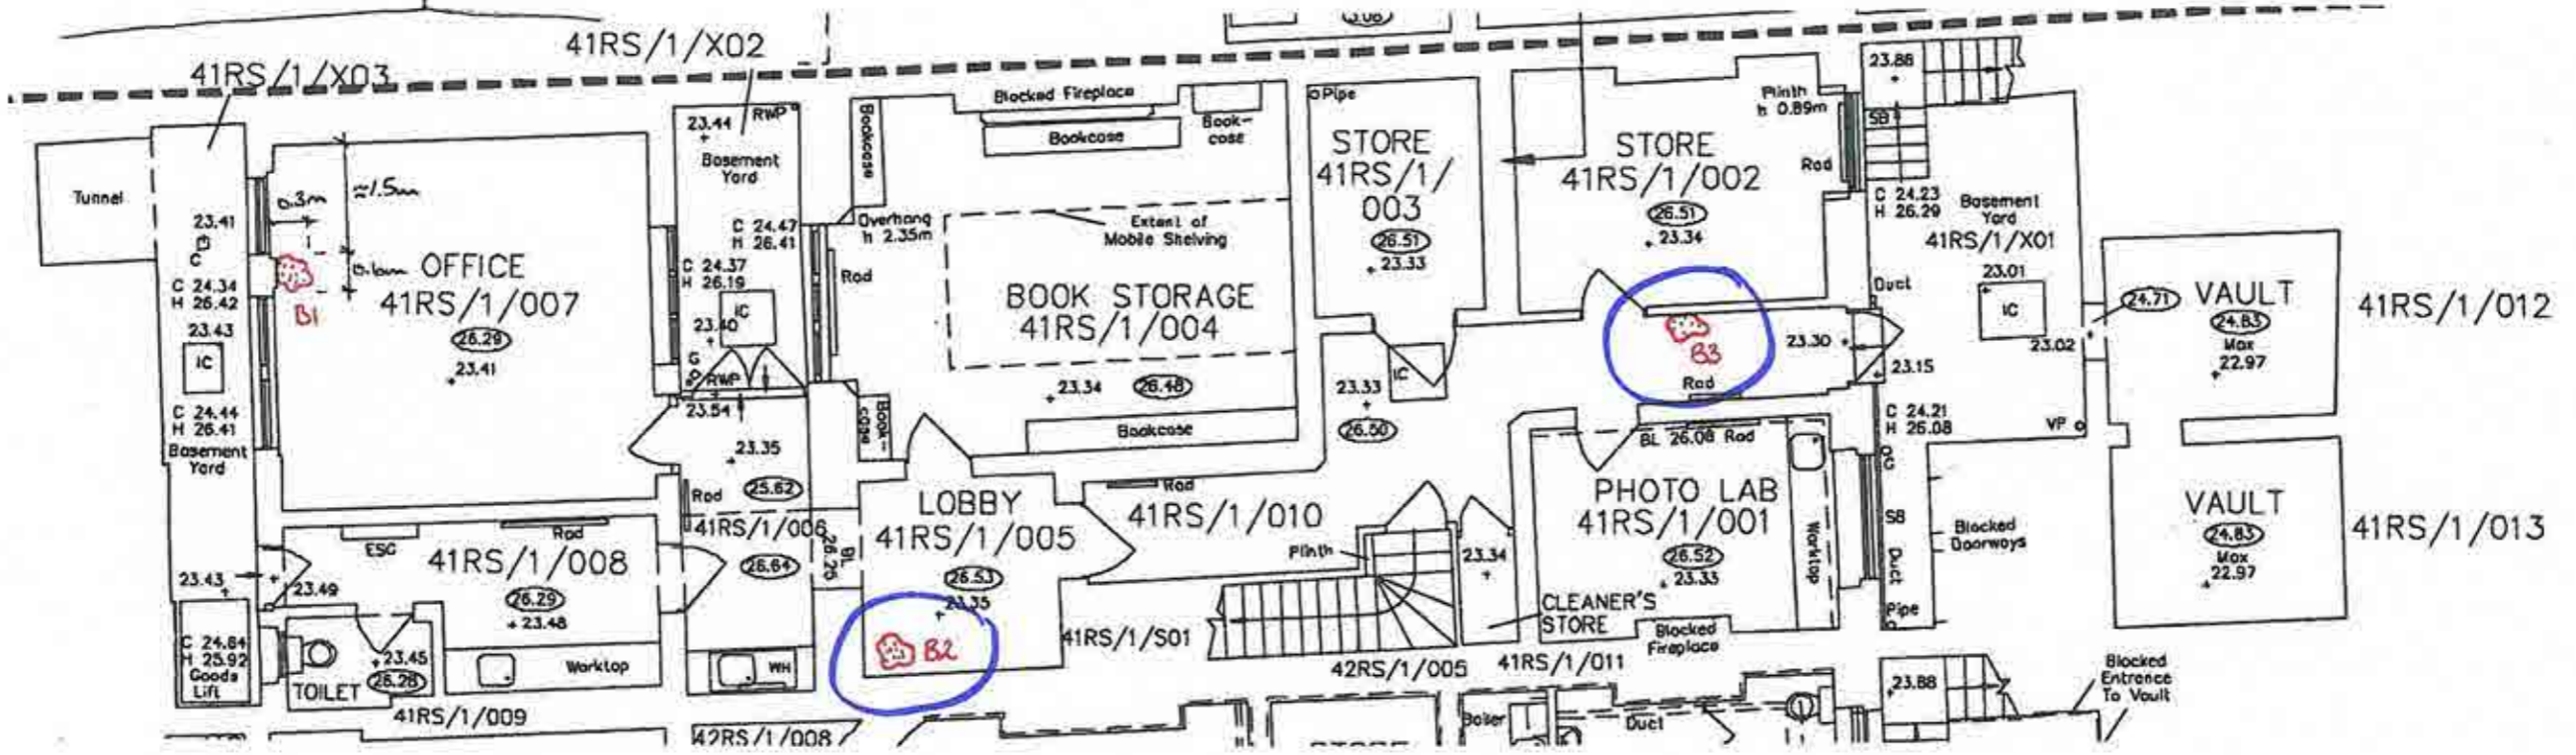 41RS/1/X03
41RS/1/X02
Tunnel
23.41
C
C 24.34
H 26.42
23.43
IC
C 24.44
H 26.41
Basement
Yard
23.43
C 24.64
H 25.92
Goods
Lift
0.3m
≈1.5m
0.6m
B1
OFFICE
41RS/1/007
26.29
23.41
ESC
Rad
41RS/1/008
26.29
23.48
23.49
23.45
26.28
TOILET
Worktop
41RS/1/009
23.44
RWP
Basement
Yard
C 24.47
H 26.41
C 24.37
H 26.19
IC
23.40
G
RWP
23.54
23.35
Rad
25.62
41RS/1/006
26.64
BL
26.25
WH
42RS/1/008
Bookcase
Blocked Fireplace
Bookcase
Book-
case
Overhang
h 2.35m
Rad
Extent of
Mobile Shelving
BOOK STORAGE
41RS/1/004
23.34
26.48
Book-
case
Bookcase
LOBBY
41RS/1/005
26.53
23.35
B2
3.08
Pipe
STORE
41RS/1/
003
26.51
23.33
23.33
IC
26.50
Rad
41RS/1/010
Plinth
41RS/1/S01
23.34
CLEANER'S
STORE
42RS/1/005
41RS/1/011
STORE
41RS/1/002
26.51
23.34
Plinth
h 0.89m
Rad
B3
Rad
23.30
23.15
BL 26.08 Rad
PHOTO LAB
41RS/1/001
26.52
23.33
Worktop
Blocked
Fireplace
Boiler
Duct
23.88
SB
C 24.23
H 26.29
Basement
Yard
41RS/1/X01
23.01
IC
Duct
23.02
C 24.21
H 26.08
VP
G
SB
Duct
Pipe
Blocked
Doorways
24.71
VAULT
24.83
Max
22.97
41RS/1/012
VAULT
24.83
Max
22.97
41RS/1/013
23.88
Blocked
Entrance
To Vault